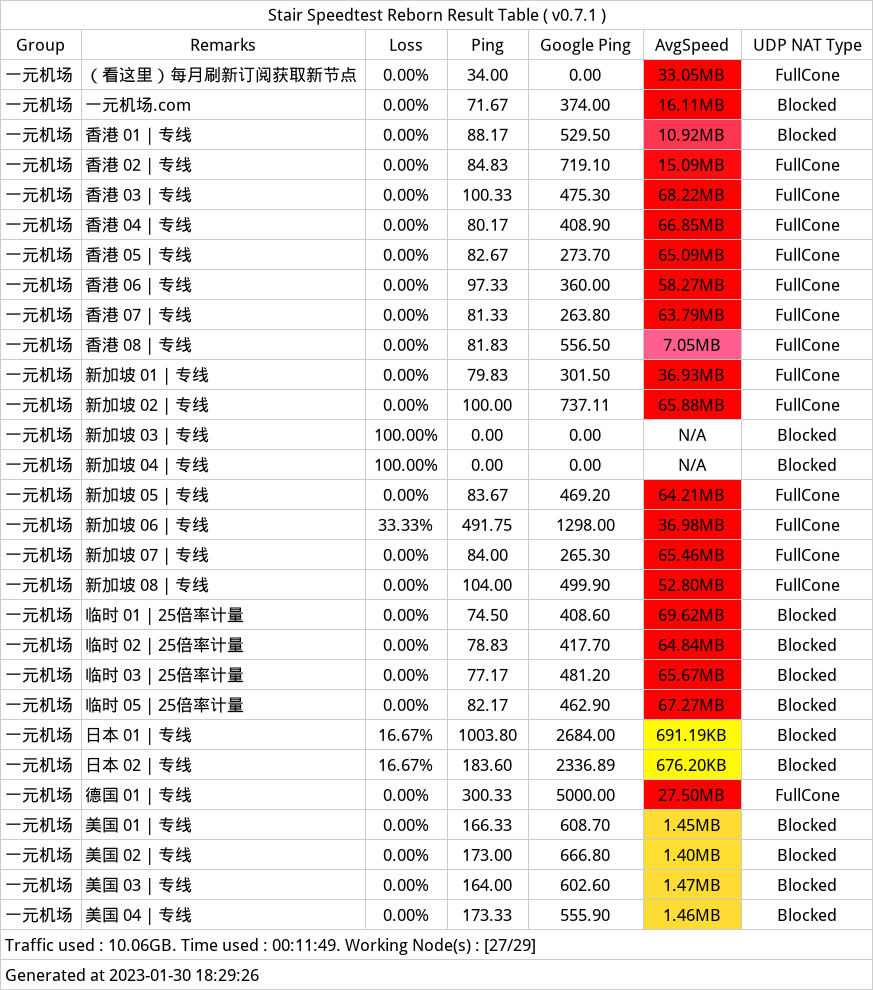 Stair Speedtest Reborn Result Table ( v0.7.1 )
Group Remarks Loss Ping Google Ping AvgSpeed UDP NAT Type
一元机场 （看这里）每月刷新订阅获取新节点 0.00% 34.00 0.00 33.05MB FullCone
一元机场 一元机场.com 0.00% 71.67 374.00 16.11MB Blocked
一元机场 香港 01 | 专线 0.00% 88.17 529.50 10.92MB Blocked
一元机场 香港 02 | 专线 0.00% 84.83 719.10 15.09MB FullCone
一元机场 香港 03 | 专线 0.00% 100.33 475.30 68.22MB FullCone
一元机场 香港 04 | 专线 0.00% 80.17 408.90 66.85MB FullCone
一元机场 香港 05 | 专线 0.00% 82.67 273.70 65.09MB FullCone
一元机场 香港 06 | 专线 0.00% 97.33 360.00 58.27MB FullCone
一元机场 香港 07 | 专线 0.00% 81.33 263.80 63.79MB FullCone
一元机场 香港 08 | 专线 0.00% 81.83 556.50 7.05MB FullCone
一元机场 新加坡 01 | 专线 0.00% 79.83 301.50 36.93MB FullCone
一元机场 新加坡 02 | 专线 0.00% 100.00 737.11 65.88MB FullCone
一元机场 新加坡 03 | 专线 100.00% 0.00 0.00 N/A Blocked
一元机场 新加坡 04 | 专线 100.00% 0.00 0.00 N/A Blocked
一元机场 新加坡 05 | 专线 0.00% 83.67 469.20 64.21MB FullCone
一元机场 新加坡 06 | 专线 33.33% 491.75 1298.00 36.98MB FullCone
一元机场 新加坡 07 | 专线 0.00% 84.00 265.30 65.46MB FullCone
一元机场 新加坡 08 | 专线 0.00% 104.00 499.90 52.80MB FullCone
一元机场 临时 01 | 25倍率计量 0.00% 74.50 408.60 69.62MB Blocked
一元机场 临时 02 | 25倍率计量 0.00% 78.83 417.70 64.84MB Blocked
一元机场 临时 03 | 25倍率计量 0.00% 77.17 481.20 65.67MB Blocked
一元机场 临时 05 | 25倍率计量 0.00% 82.17 462.90 67.27MB Blocked
一元机场 日本 01 | 专线 16.67% 1003.80 2684.00 691.19KB Blocked
一元机场 日本 02 | 专线 16.67% 183.60 2336.89 676.20KB Blocked
一元机场 德国 01 | 专线 0.00% 300.33 5000.00 27.50MB FullCone
一元机场 美国 01 | 专线 0.00% 166.33 608.70 1.45MB Blocked
一元机场 美国 02 | 专线 0.00% 173.00 666.80 1.40MB Blocked
一元机场 美国 03 | 专线 0.00% 164.00 602.60 1.47MB Blocked
一元机场 美国 04 | 专线 0.00% 173.33 555.90 1.46MB Blocked
Traffic used : 10.06GB. Time used : 00:11:49. Working Node(s) : [27/29]
Generated at 2023-01-30 18:29:26